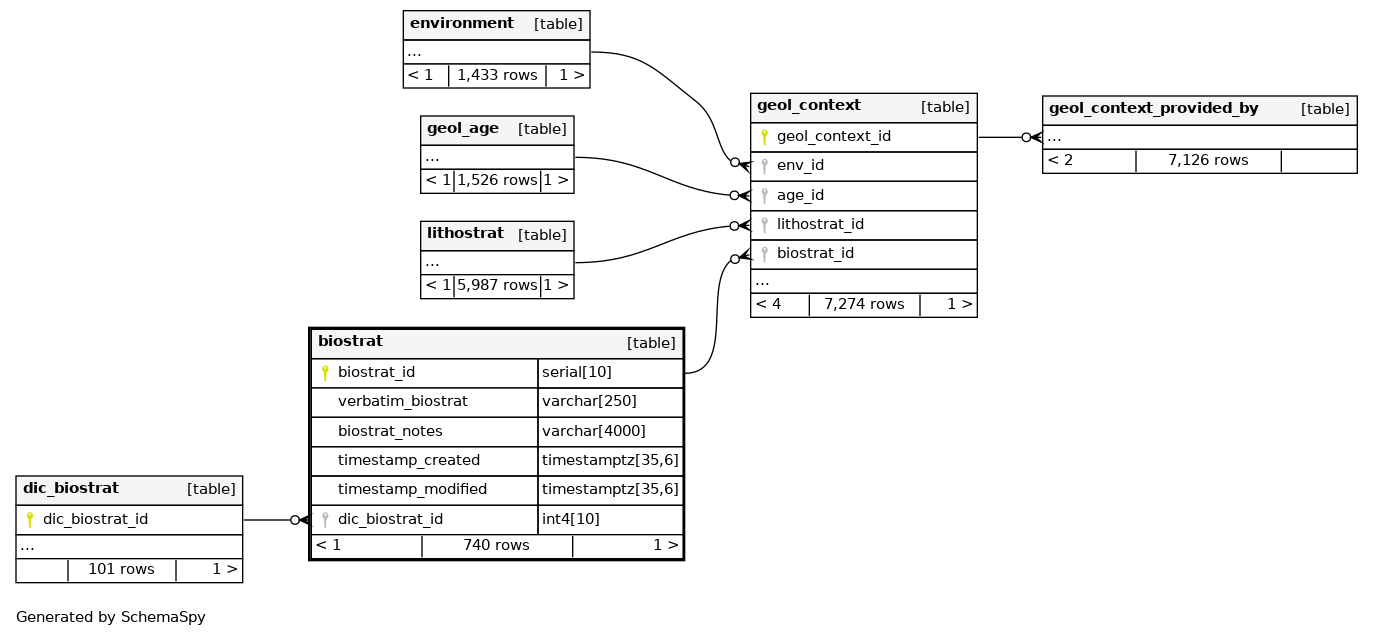 environment [table]
...
< 1 1,433 rows 1 >
geol_age [table]
...
< 1 1,526 rows 1 >
lithostrat [table]
...
< 1 5,987 rows 1 >
geol_context [table]
geol_context_id
env_id
age_id
lithostrat_id
biostrat_id
...
< 4 7,274 rows 1 >
geol_context_provided_by [table]
...
< 2 7,126 rows
biostrat [table]
biostrat_id serial[10]
verbatim_biostrat varchar[250]
biostrat_notes varchar[4000]
timestamp_created timestamptz[35,6]
timestamp_modified timestamptz[35,6]
dic_biostrat_id int4[10]
< 1 740 rows 1 >
dic_biostrat [table]
dic_biostrat_id
...
101 rows 1 >
Generated by SchemaSpy